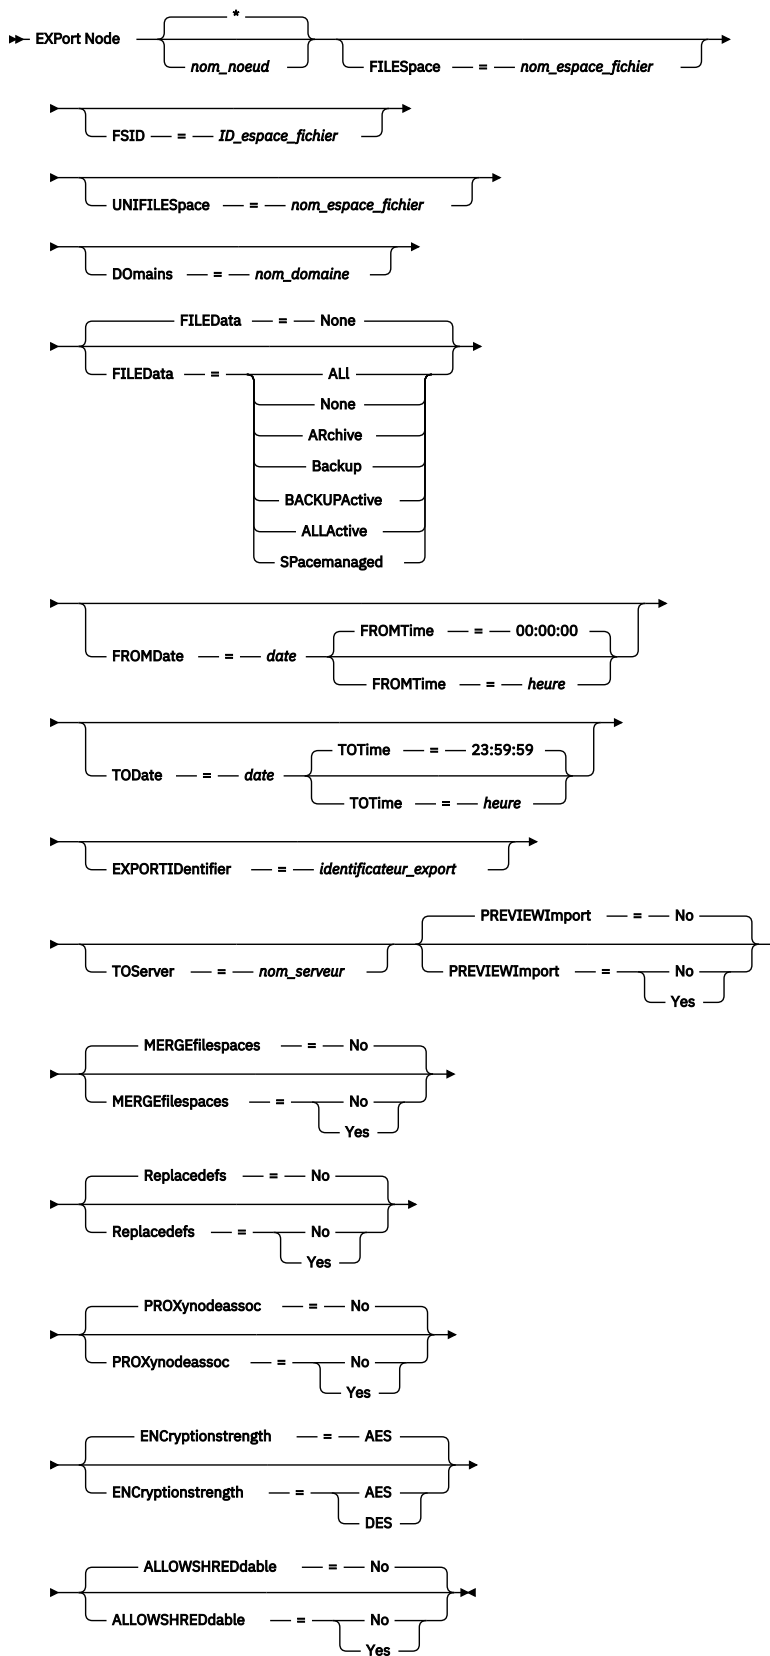 *
EXPort Node
nom_noeud
FILESpace = nom_espace_fichier
FSID = ID_espace_fichier
UNIFILESpace = nom_espace_fichier
DOmains = nom_domaine
FILEData = None
FILEData = ALl
None
ARchive
Backup
BACKUPActive
ALLActive
SPacemanaged
FROMTime = 00:00:00
FROMDate = date
FROMTime = heure
TOTime = 23:59:59
TODate = date
TOTime = heure
EXPORTIDentifier = identificateur_export
PREVIEWImport = No
TOServer = nom_serveur PREVIEWImport = No
Yes
MERGEfilespaces = No
MERGEfilespaces = No
Yes
Replacedefs = No
Replacedefs = No
Yes
PROXynodeassoc = No
PROXynodeassoc = No
Yes
ENCryptionstrength = AES
ENCryptionstrength = AES
DES
ALLOWSHREDdable = No
ALLOWSHREDdable = No
Yes